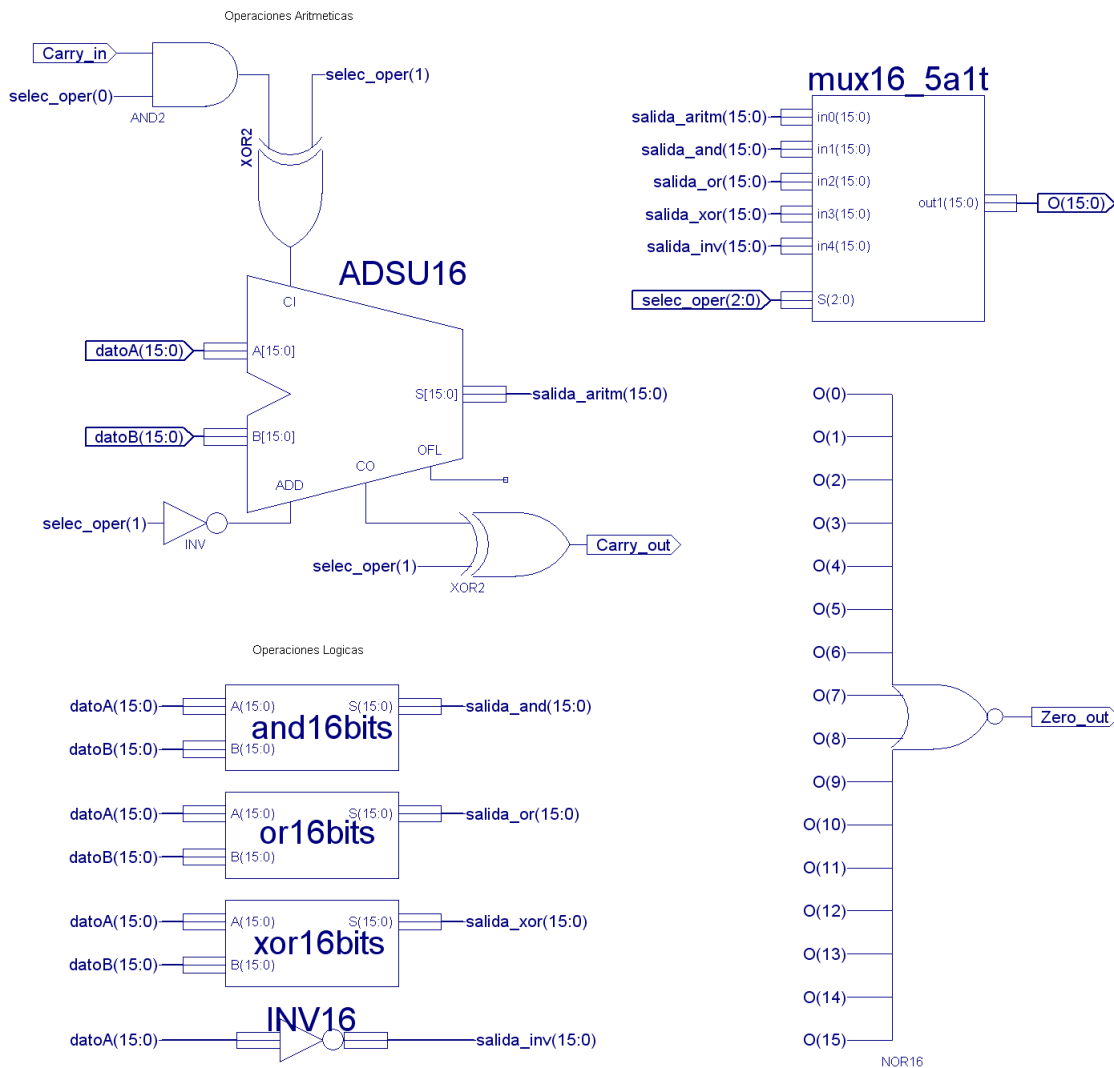 Operaciones Aritmeticas
Carry_in
selec_oper(0)
AND2
selec_oper(1)
XOR2
ADSU16
CI
datoA(15:0)
A[15:0]
datoB(15:0)
B[15:0]
S[15:0]
salida_aritm(15:0)
OFL
CO
ADD
selec_oper(1)
INV
selec_oper(1)
XOR2
Carry_out
mux16_5a1t
salida_aritm(15:0)
in0(15:0)
salida_and(15:0)
in1(15:0)
salida_or(15:0)
in2(15:0)
salida_xor(15:0)
in3(15:0)
salida_inv(15:0)
in4(15:0)
selec_oper(2:0)
S(2:0)
out1(15:0)
O(15:0)
Operaciones Logicas
datoA(15:0)
A(15:0)
S(15:0)
salida_and(15:0)
and16bits
datoB(15:0)
B(15:0)
datoA(15:0)
A(15:0)
S(15:0)
salida_or(15:0)
or16bits
datoB(15:0)
B(15:0)
datoA(15:0)
A(15:0)
S(15:0)
salida_xor(15:0)
xor16bits
datoB(15:0)
B(15:0)
INV16
datoA(15:0)
salida_inv(15:0)
O(0)
O(1)
O(2)
O(3)
O(4)
O(5)
O(6)
O(7)
O(8)
O(9)
O(10)
O(11)
O(12)
O(13)
O(14)
O(15)
Zero_out
NOR16